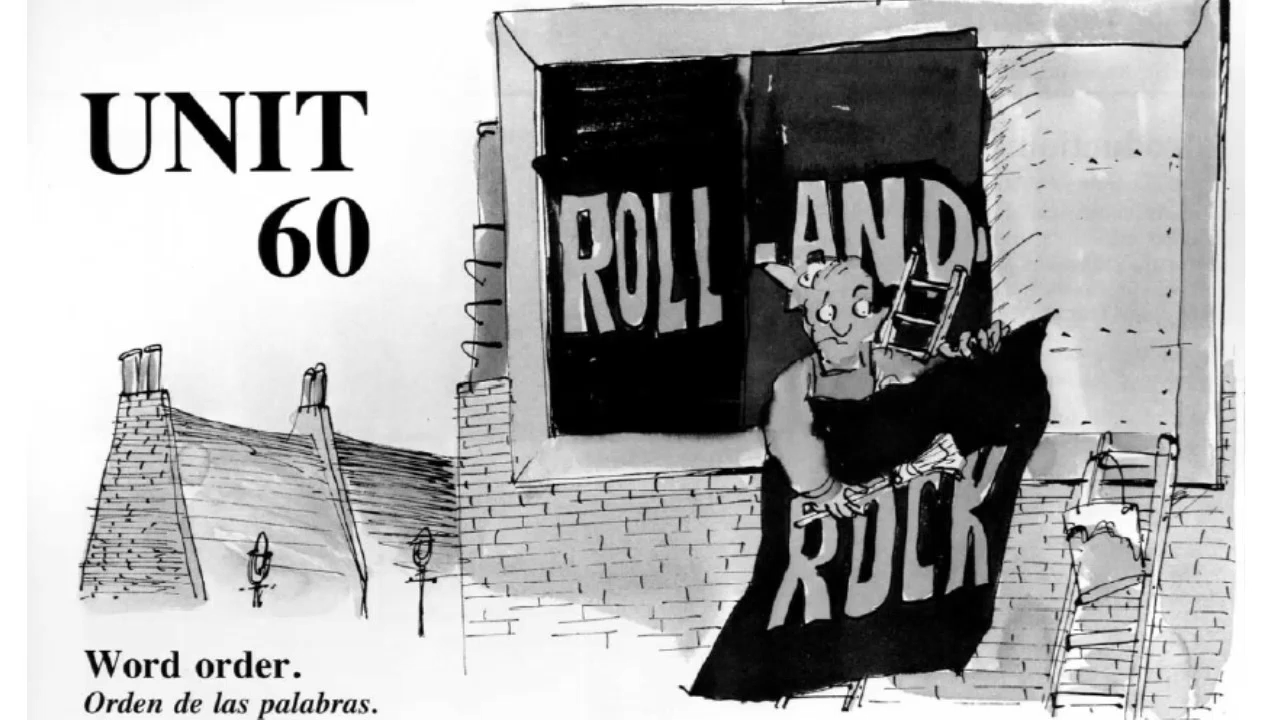 UNIT
60
ROLL -AND-
ROCK
Word order.
Orden de las palabras.